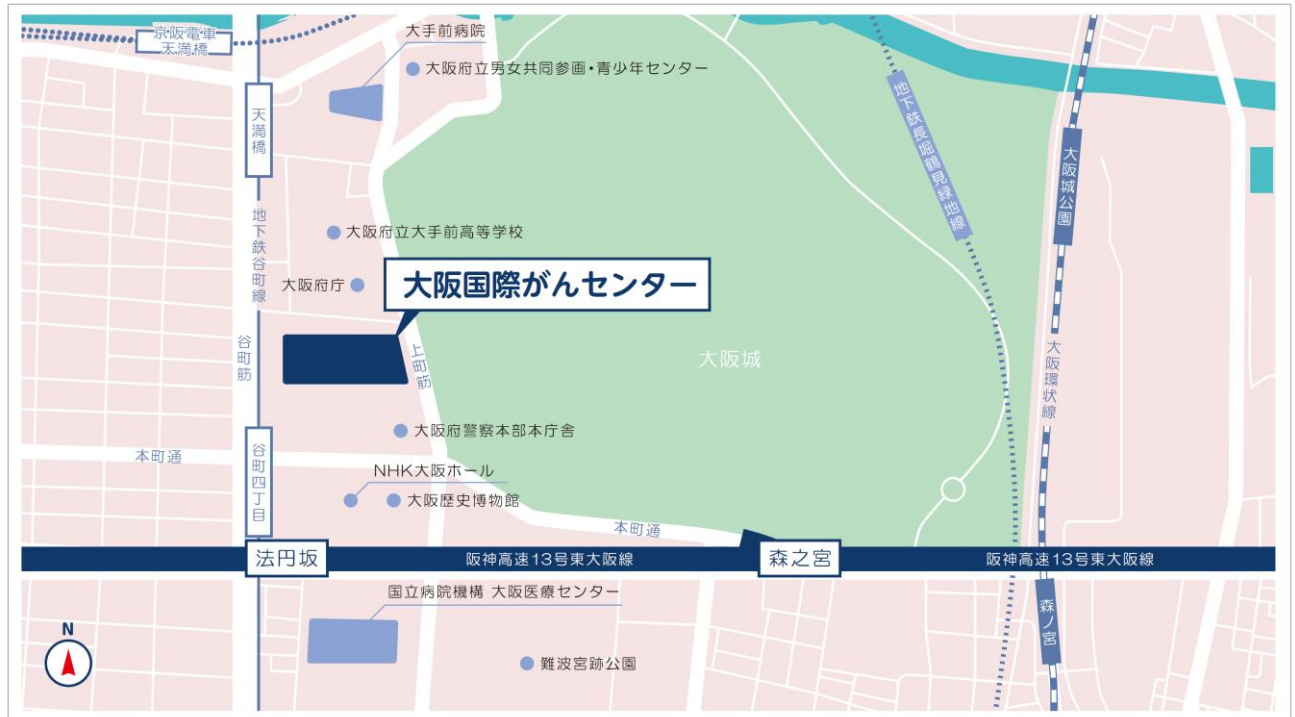 京阪電車
天満橋
大手前病院
大阪府立男女共同参画・青少年センター
天満橋
地下鉄長堀鶴見緑地線
大阪城公園
地下鉄谷町線
大阪府立大手前高等学校
大阪府庁
大阪国際がんセンター
谷町筋
上町筋
大阪城
大阪環状線
大阪府警察本部本庁舎
本町通
谷町四丁目
NHK大阪ホール
大阪歴史博物館
本町通
法円坂
阪神高速13号東大阪線
森之宮
阪神高速13号東大阪線
国立病院機構 大阪医療センター
森ノ宮
N
難波宮跡公園